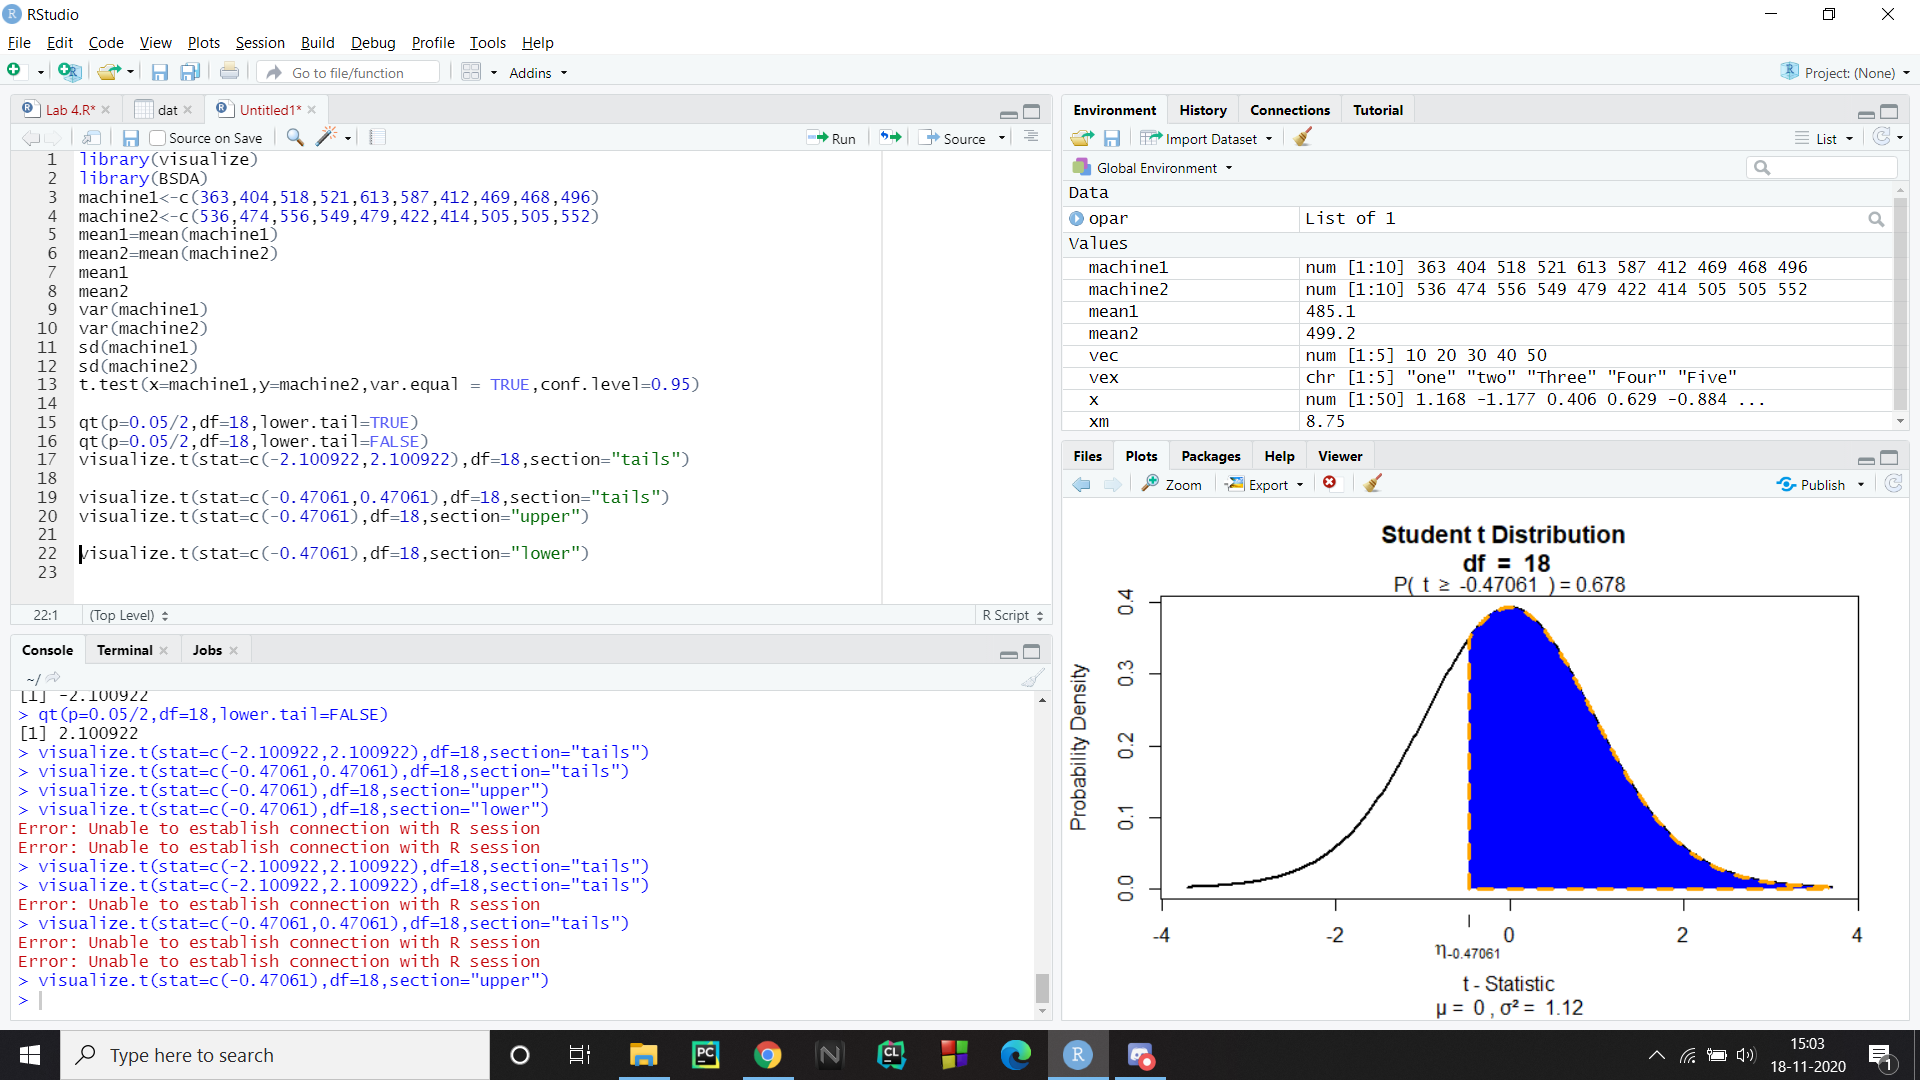 RStudio
File Edit Code View Plots Session Build Debug Profile Tools Help
Go to file/function Addins Project: (None)
Lab 4.R* dat Untitled1*
Source on Save Run Source
1 library(visualize)
2 library(BSDA)
3 machine1<-c(363,404,518,521,613,587,412,469,468,496)
4 machine2<-c(536,474,556,549,479,422,414,505,505,552)
5 mean1=mean(machine1)
6 mean2=mean(machine2)
7 mean1
8 mean2
9 var(machine1)
10 var(machine2)
11 sd(machine1)
12 sd(machine2)
13 t.test(x=machine1,y=machine2,var.equal = TRUE,conf.level=0.95)
14
15 qt(p=0.05/2,df=18,lower.tail=TRUE)
16 qt(p=0.05/2,df=18,lower.tail=FALSE)
17 visualize.t(stat=c(-2.100922,2.100922),df=18,section="tails")
18
19 visualize.t(stat=c(-0.47061,0.47061),df=18,section="tails")
20 visualize.t(stat=c(-0.47061),df=18,section="upper")
21
22 visualize.t(stat=c(-0.47061),df=18,section="lower")
23
22:1 (Top Level) R Script
Console Terminal Jobs
~/
[1] -2.100922
> qt(p=0.05/2,df=18,lower.tail=FALSE)
[1] 2.100922
> visualize.t(stat=c(-2.100922,2.100922),df=18,section="tails")
> visualize.t(stat=c(-0.47061,0.47061),df=18,section="tails")
> visualize.t(stat=c(-0.47061),df=18,section="upper")
> visualize.t(stat=c(-0.47061),df=18,section="lower")
Error: Unable to establish connection with R session
Error: Unable to establish connection with R session
> visualize.t(stat=c(-2.100922,2.100922),df=18,section="tails")
> visualize.t(stat=c(-2.100922,2.100922),df=18,section="tails")
Error: Unable to establish connection with R session
> visualize.t(stat=c(-0.47061,0.47061),df=18,section="tails")
Error: Unable to establish connection with R session
Error: Unable to establish connection with R session
> visualize.t(stat=c(-0.47061),df=18,section="upper")
>
Environment History Connections Tutorial
Import Dataset List
Global Environment
Data
opar List of 1
Values
machine1 num [1:10] 363 404 518 521 613 587 412 469 468 496
machine2 num [1:10] 536 474 556 549 479 422 414 505 505 552
mean1 485.1
mean2 499.2
vec num [1:5] 10 20 30 40 50
vex chr [1:5] "one" "two" "Three" "Four" "Five"
x num [1:50] 1.168 -1.177 0.406 0.629 -0.884 ...
xm 8.75
Files Plots Packages Help Viewer
Zoom Export Publish
Student t Distribution
df = 18
P( t ≥ -0.47061 ) = 0.678
Probability Density
0.4
0.3
0.2
0.1
0.0
-4 -2 0 2 4
η-0.47061
t - Statistic
μ = 0 , σ² = 1.12
Type here to search
PC
N
CL
R
15:03
18-11-2020
1